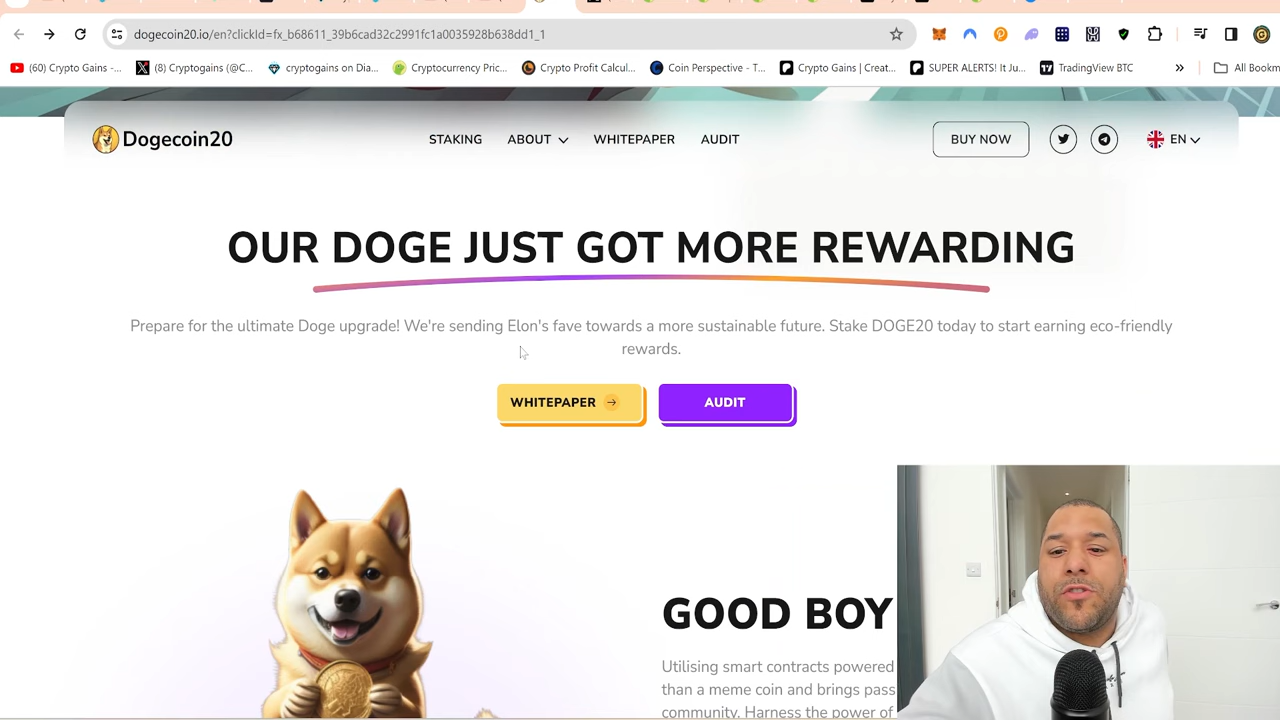 dogecoin20.io/en?clickId=fx_b0b611_39b6cad32c2991fc1a0955928b638dd1_1
(60) Crypto Gains -...
(8) Cryptogains (@C...
cryptogains on Dia...
Cryptocurrency Pric...
Crypto Profit Calcul...
Coin Perspective - T...
Crypto Gains | Creat...
SUPER ALERTS! It Ju...
TradingView BTC
»
All Bookm
Dogecoin20
STAKING
ABOUT
WHITEPAPER
AUDIT
BUY NOW
EN
OUR DOGE JUST GOT MORE REWARDING
Prepare for the ultimate Doge upgrade! We're sending Elon's fave towards a more sustainable future. Stake DOGE20 today to start earning eco-friendly
rewards.
WHITEPAPER →
AUDIT
GOOD BOY
Utilising smart contracts powered
than a meme coin and brings pass
community. Harness the power of